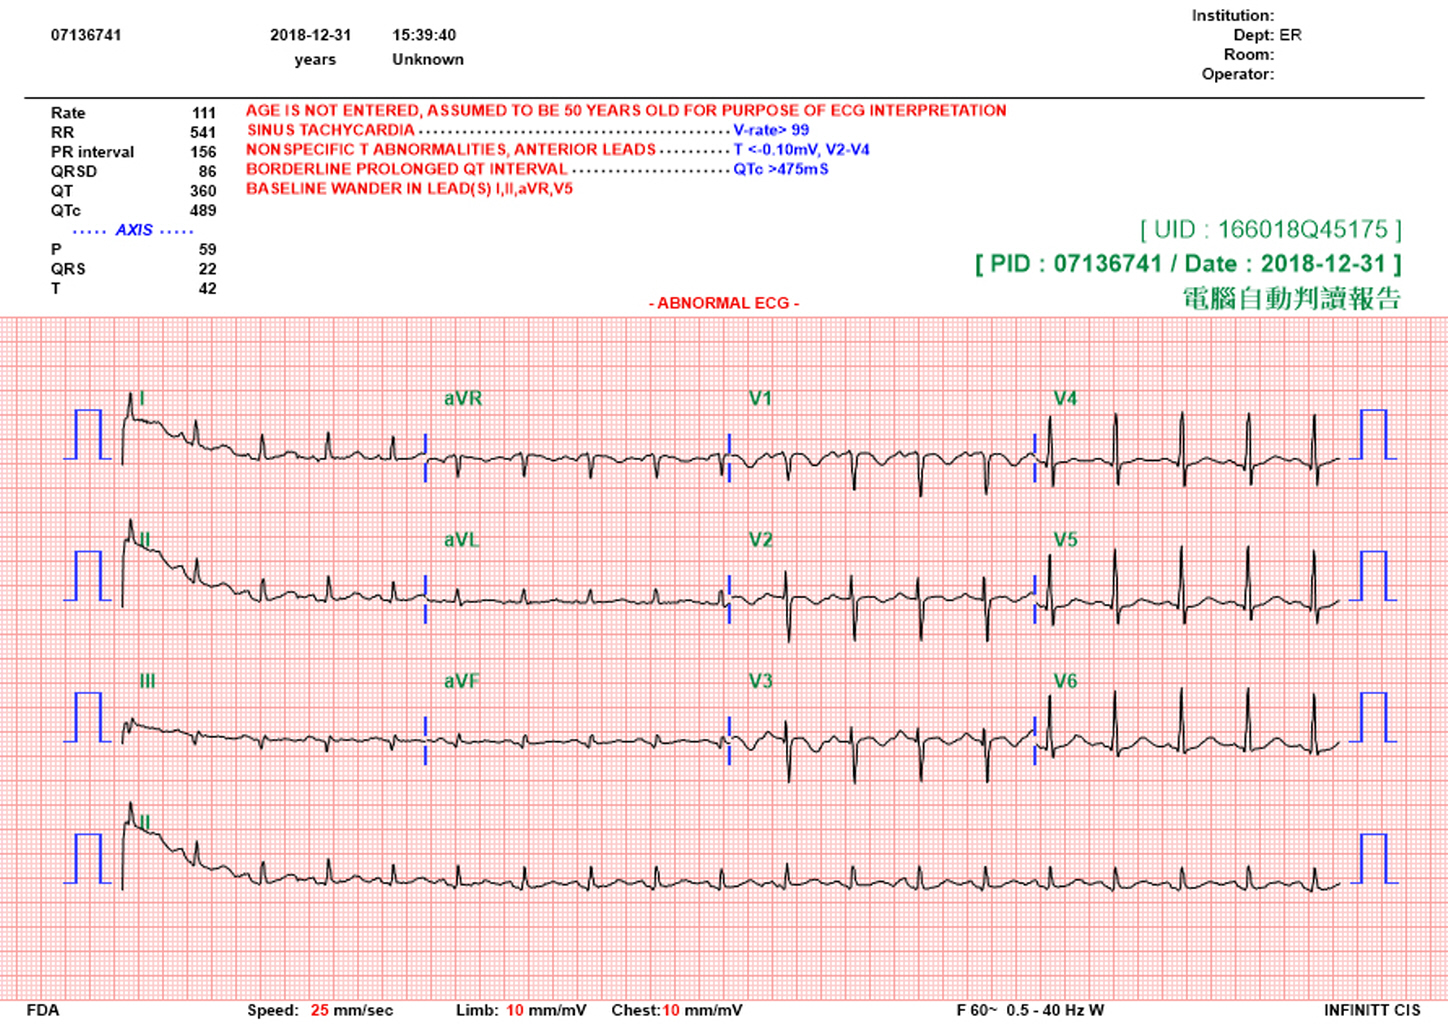 07136741 2018-12-31 15:39:40
years Unknown
Institution:
Dept: ER
Room:
Operator:
Rate 111
RR 541
PR interval 156
QRSD 86
QT 360
QTc 489
····· AXIS ·····
P 59
QRS 22
T 42
AGE IS NOT ENTERED, ASSUMED TO BE 50 YEARS OLD FOR PURPOSE OF ECG INTERPRETATION
SINUS TACHYCARDIA ······································· V-rate> 99
NONSPECIFIC T ABNORMALITIES, ANTERIOR LEADS ·········· T <-0.10mV, V2-V4
BORDERLINE PROLONGED QT INTERVAL ······················ QTc >475mS
BASELINE WANDER IN LEAD(S) I,II,aVR,V5
[ UID : 166018Q45175 ]
[ PID : 07136741 / Date : 2018-12-31 ]
電腦自動判讀報告
- ABNORMAL ECG -
I aVR V1 V4
II aVL V2 V5
III aVF V3 V6
II
FDA Speed: 25 mm/sec Limb: 10 mm/mV Chest:10 mm/mV F 60~ 0.5 - 40 Hz W INFINITT CIS